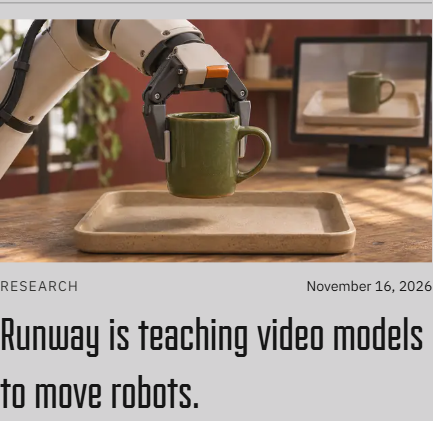 RESEARCH
November 16, 2026
Runway is teaching video models
to move robots.